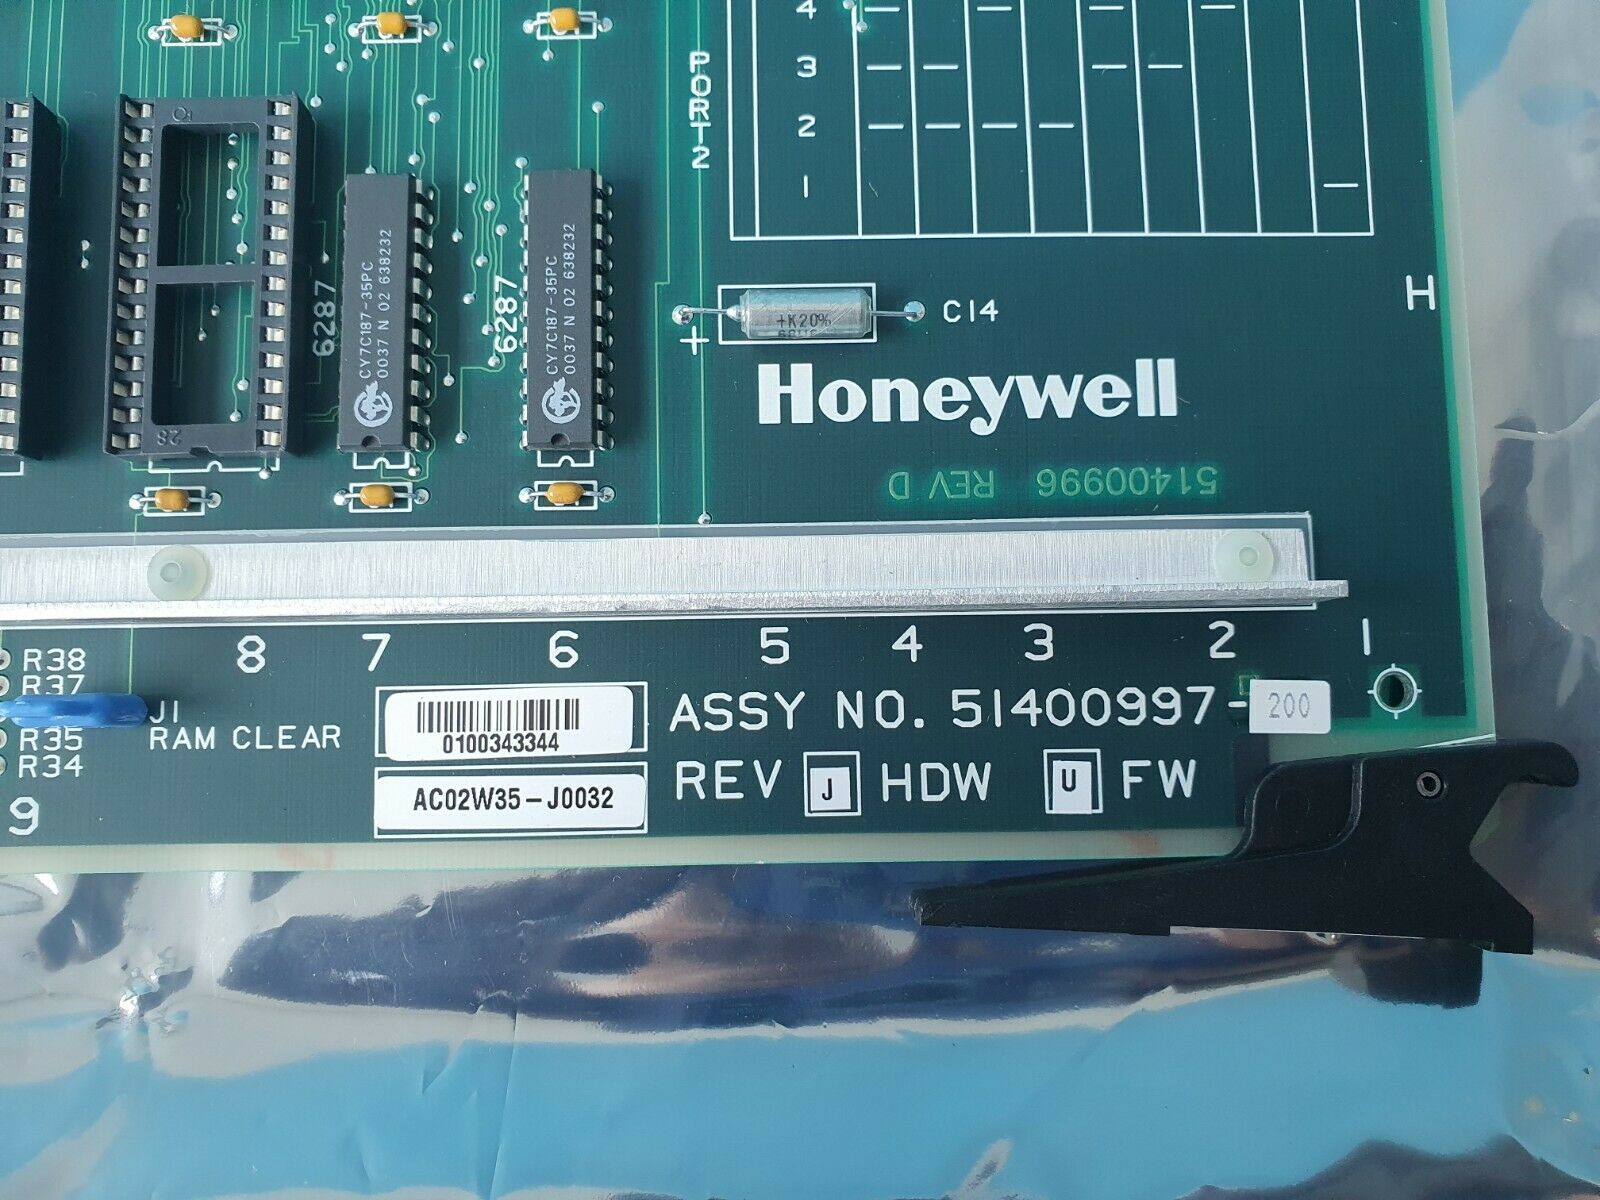 4
3
2
1
PORT 2
28
6287
CY7C187-35PC
0037 N 02 638232
6287
CY7C187-35PC
0037 N 02 638232
+K20%
+
C14
H
Honeywell
51400996 REV D
8 7 6 5 4 3 2 1
R38
R37
J1
RAM CLEAR
R35
R34
9
0100343344
AC02W35-J0032
ASSY NO. 51400997-200
REV J HDW U FW